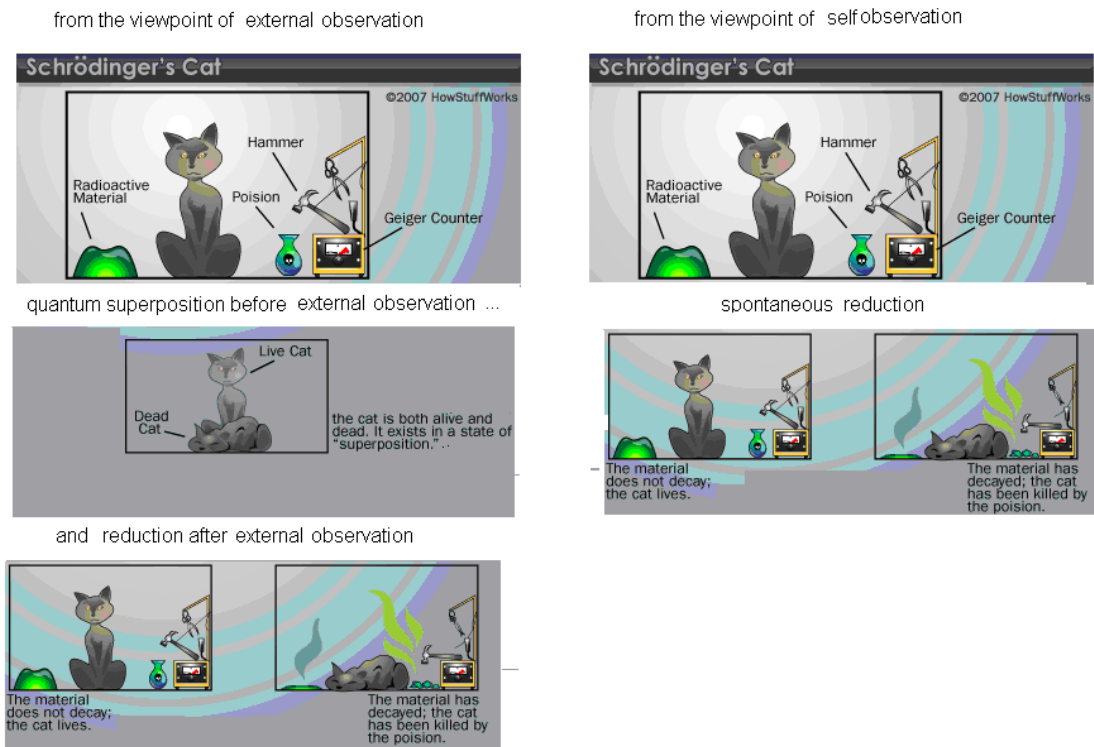 from the viewpoint of external observation
Schrödinger's Cat
©2007 HowStuffWorks
Hammer
Radioactive
Material
Poision
Geiger Counter
quantum superposition before external observation ...
Live Cat
Dead
Cat
the cat is both alive and
dead. It exists in a state of
"superposition." ..
and reduction after external observation
The material
does not decay;
the cat lives.
The material has
decayed; the cat
has been killed by
the poision.
from the viewpoint of self observation
Schrödinger's Cat
©2007 HowStuffWorks
Hammer
Radioactive
Material
Poision
Geiger Counter
spontaneous reduction
The material
does not decay;
the cat lives.
The material has
decayed; the cat
has been killed by
the poision.